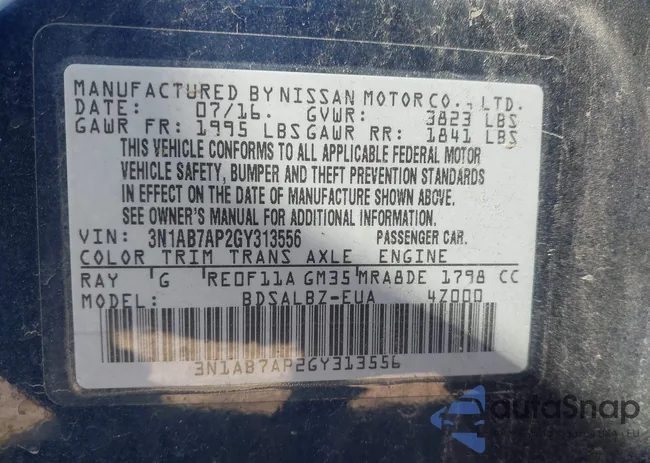 MANUFACTURED BY NISSAN MOTOR CO., LTD.
DATE: 07/16. GVWR: 3823 LBS
GAWR FR: 1995 LBS GAWR RR: 1841 LBS
THIS VEHICLE CONFORMS TO ALL APPLICABLE FEDERAL MOTOR
VEHICLE SAFETY, BUMPER AND THEFT PREVENTION STANDARDS
IN EFFECT ON THE DATE OF MANUFACTURE SHOWN ABOVE.
SEE OWNER'S MANUAL FOR ADDITIONAL INFORMATION.
VIN: 3N1AB7AP2GY313556 PASSENGER CAR.
COLOR TRIM TRANS AXLE ENGINE
RAY G RE0F11A GM35 MRA8DE 1798 CC
MODEL: BDSALBZ-EUA 4Z000
3N1AB7AP2GY313556
autoSnap